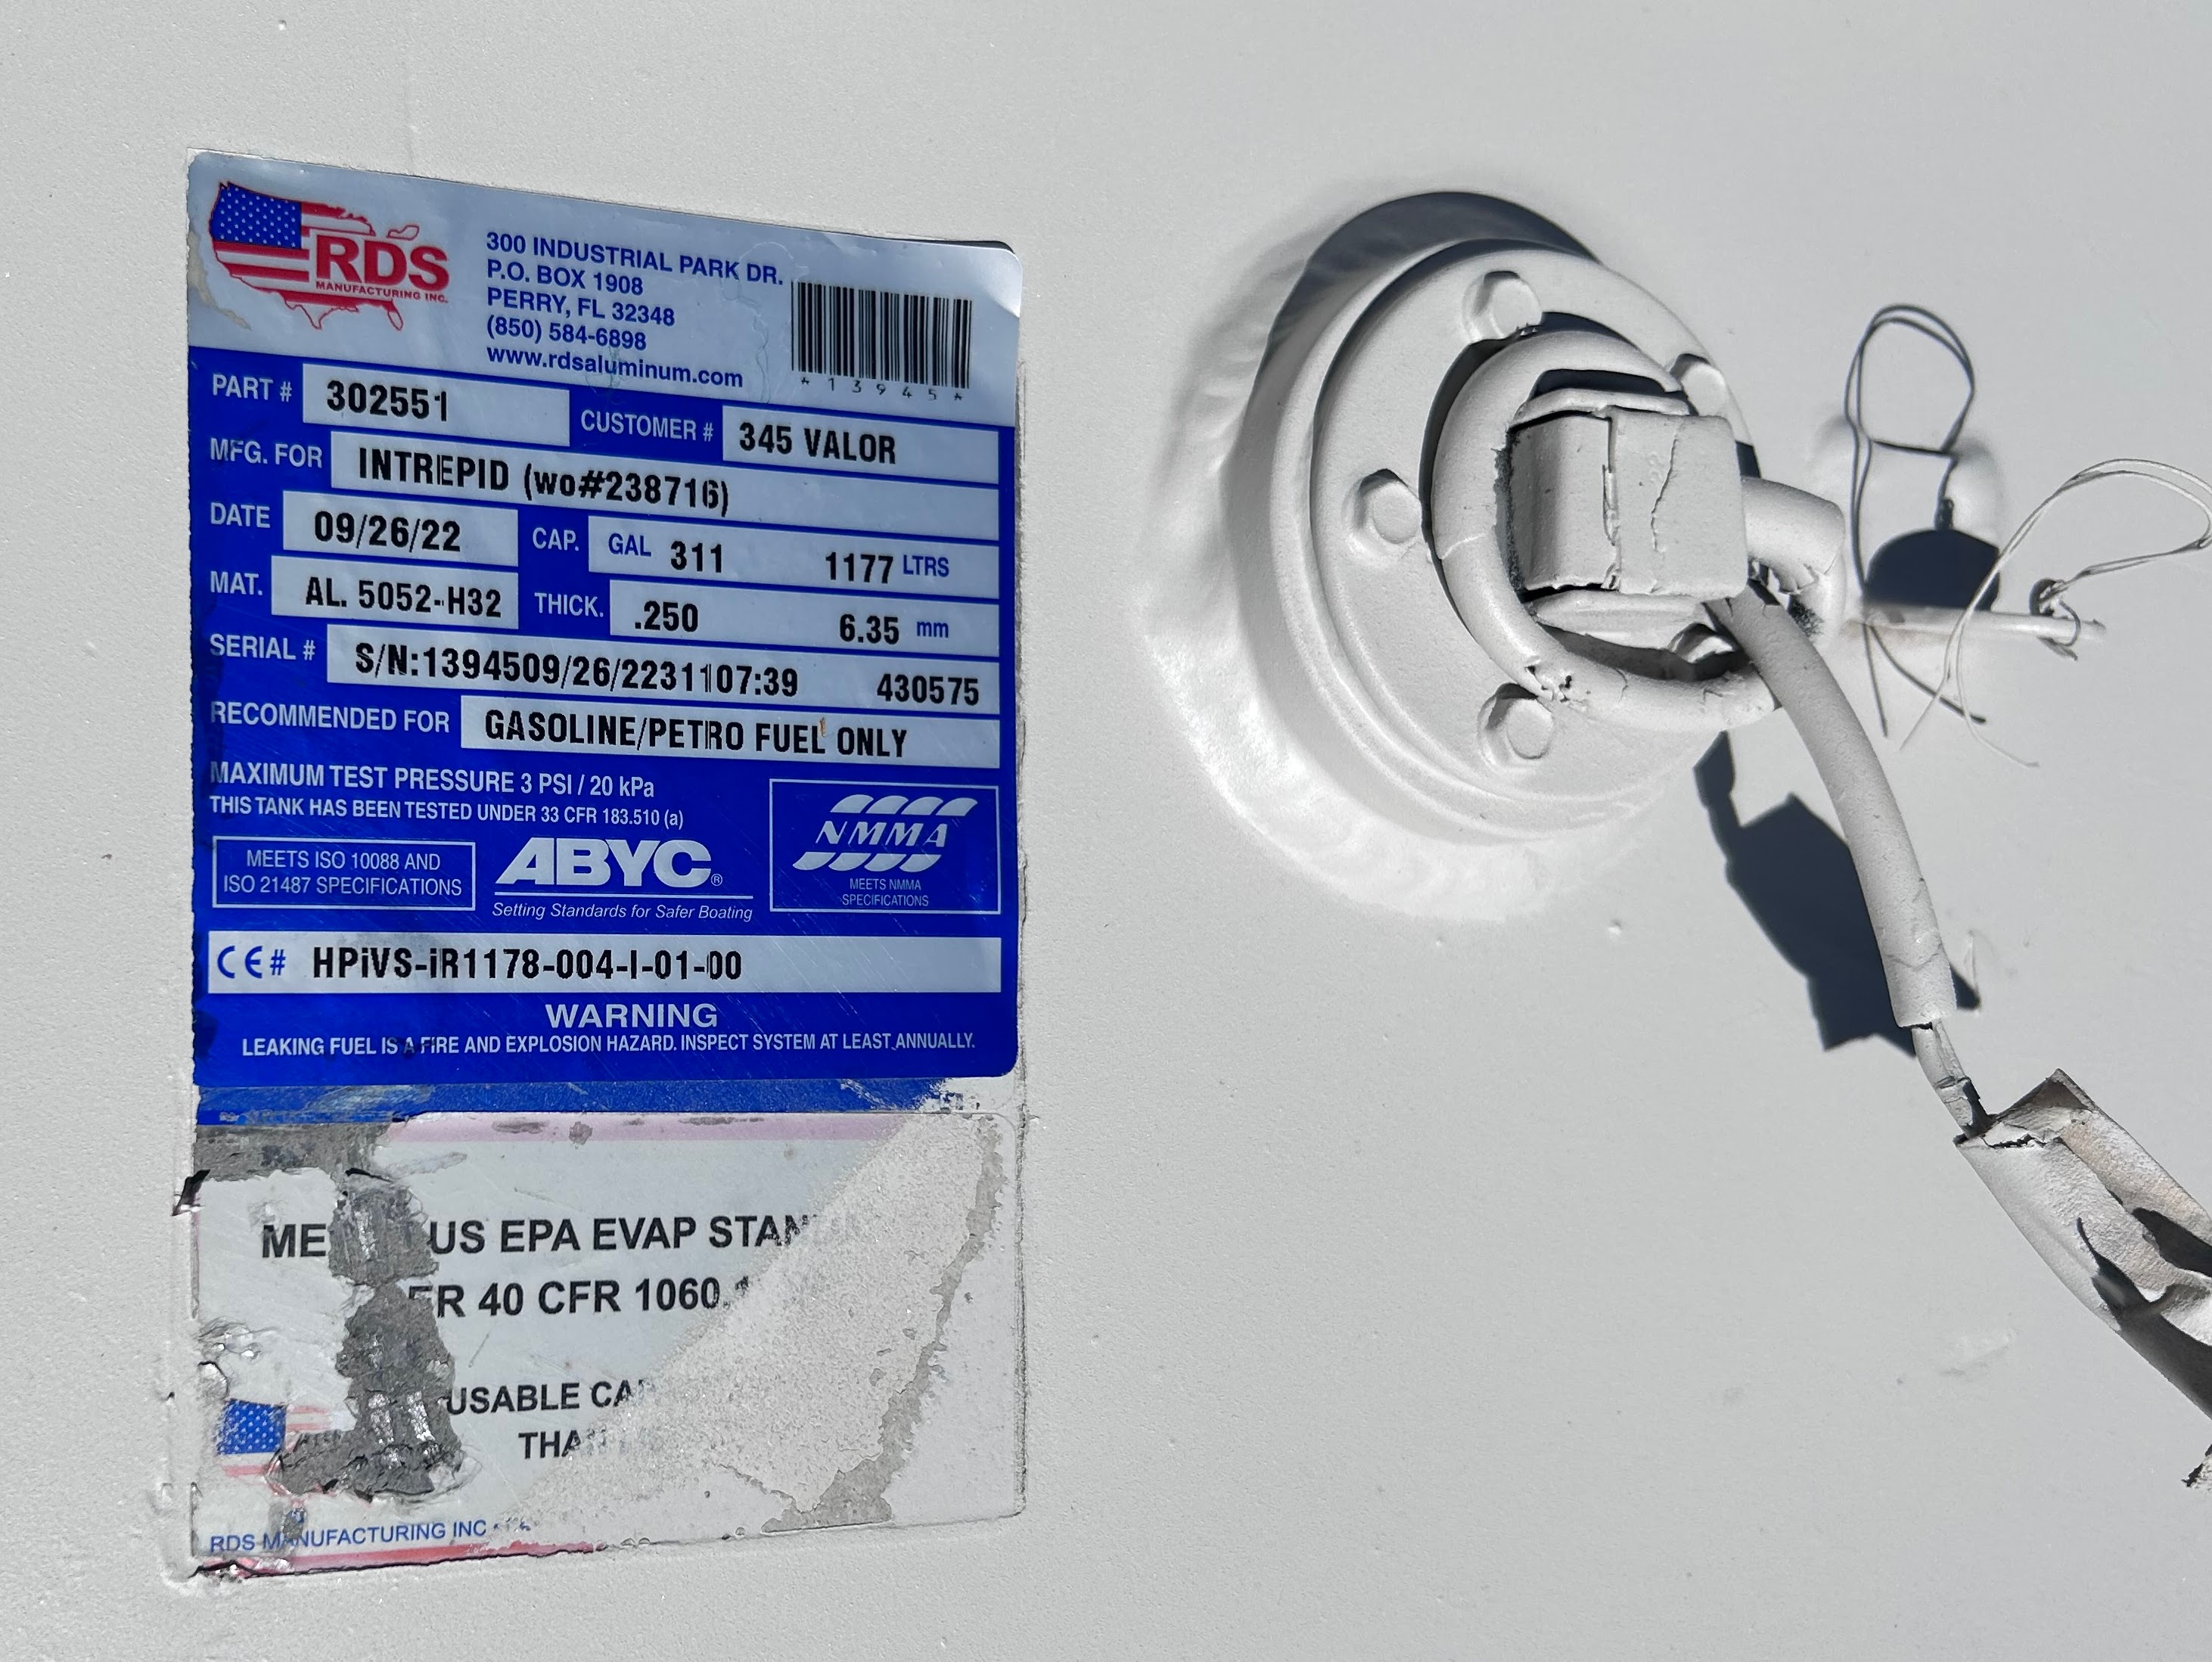 RDS
MANUFACTURING INC.
300 INDUSTRIAL PARK DR.
P.O. BOX 1908
PERRY, FL 32348
(850) 584-6898
www.rdsaluminum.com
*13945*
PART # 302551 CUSTOMER # 345 VALOR
MFG. FOR INTREPID (wo#238716)
DATE 09/26/22 CAP. GAL 311 1177 LTRS
MAT. AL. 5052-H32 THICK. .250 6.35 mm
SERIAL # S/N:1394509/26/2231107:39 430575
RECOMMENDED FOR GASOLINE/PETRO FUEL ONLY
MAXIMUM TEST PRESSURE 3 PSI / 20 kPa
THIS TANK HAS BEEN TESTED UNDER 33 CFR 183.510 (a)
MEETS ISO 10088 AND
ISO 21487 SPECIFICATIONS
ABYC®
Setting Standards for Safer Boating
NMMA
MEETS NMMA
SPECIFICATIONS
CE# HPiVS-iR1178-004-I-01-00
WARNING
LEAKING FUEL IS A FIRE AND EXPLOSION HAZARD. INSPECT SYSTEM AT LEAST ANNUALLY.
US EPA EVAP
40 CFR 1060.
USABLE
RDS MANUFACTURING INC